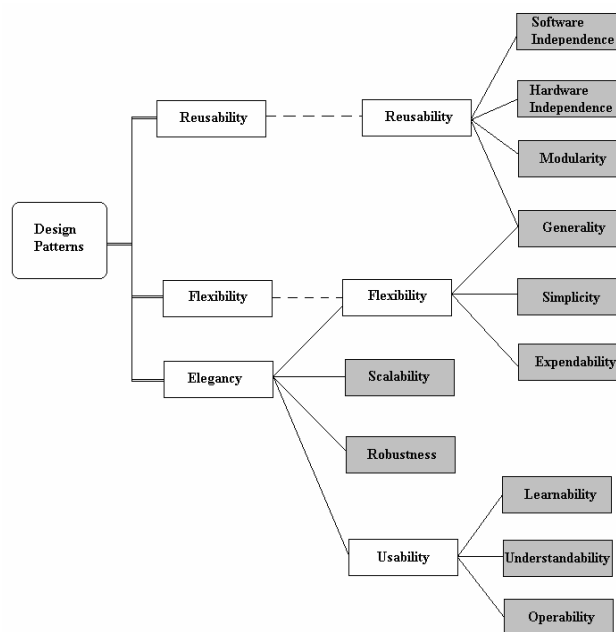 Software
Independence
Hardware
Independence
Reusability
Reusability
Modularity
Design
Patterns
Generality
Flexibility
Flexibility
Simplicity
Elegancy
Scalability
Expendability
Robustness
Learnability
Usability
Understandability
Operability